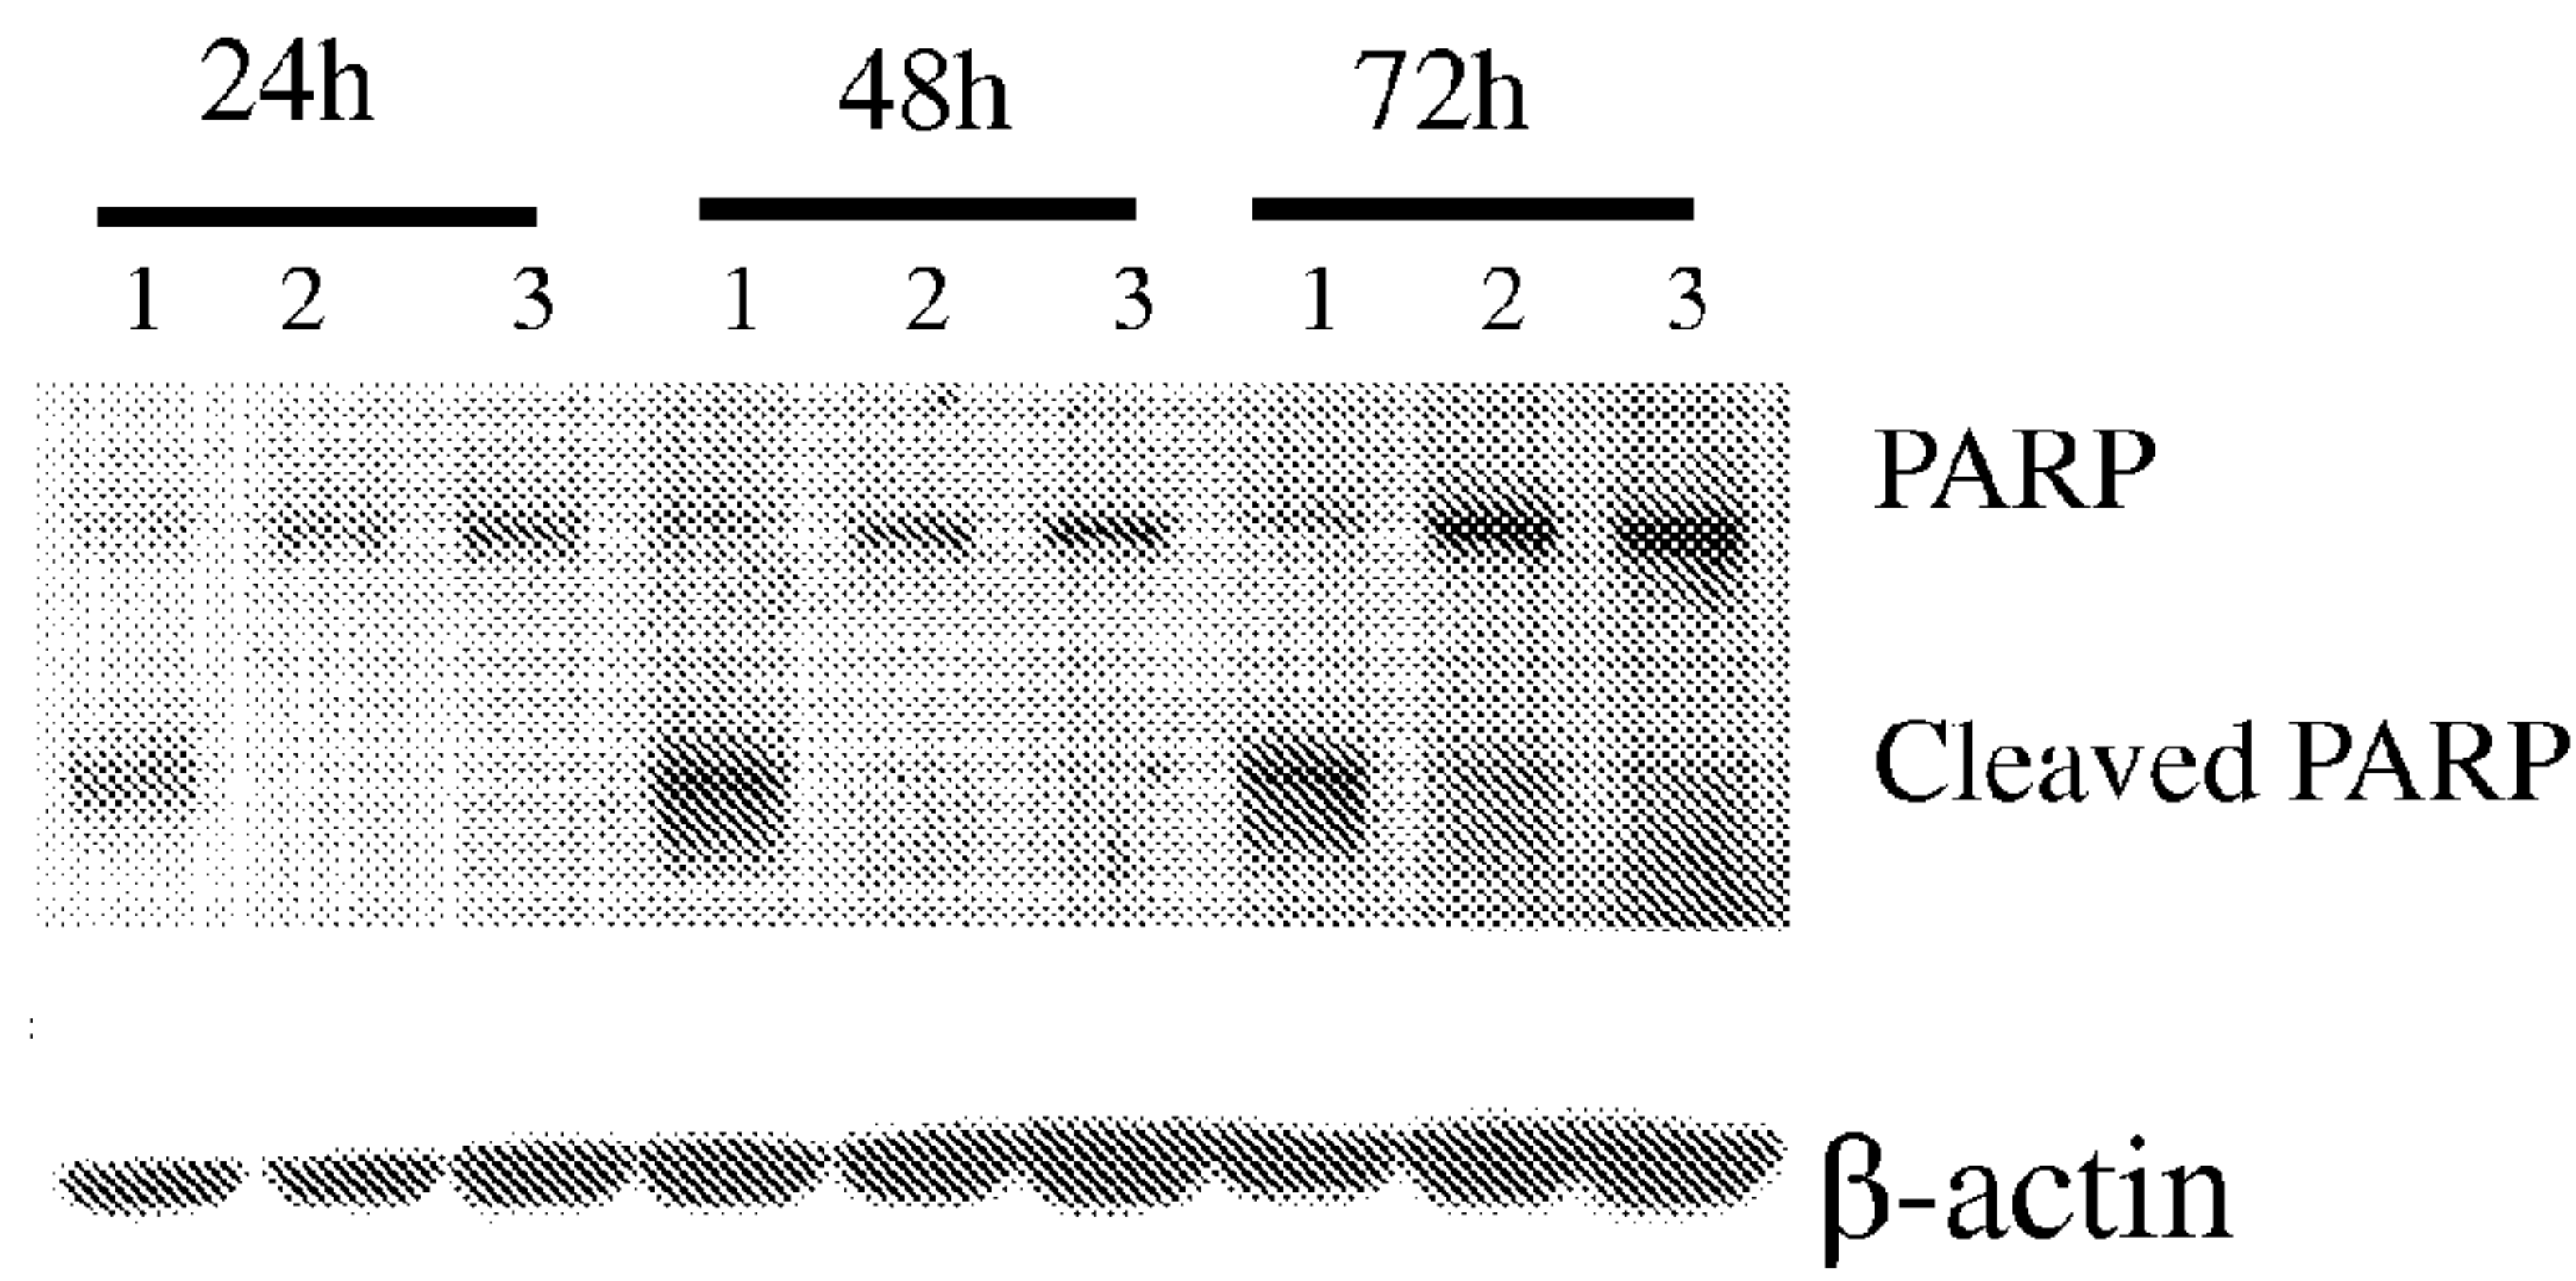 24h 48h 72h
1 2 3 1 2 3 1 2 3
PARP
Cleaved PARP
β-actin